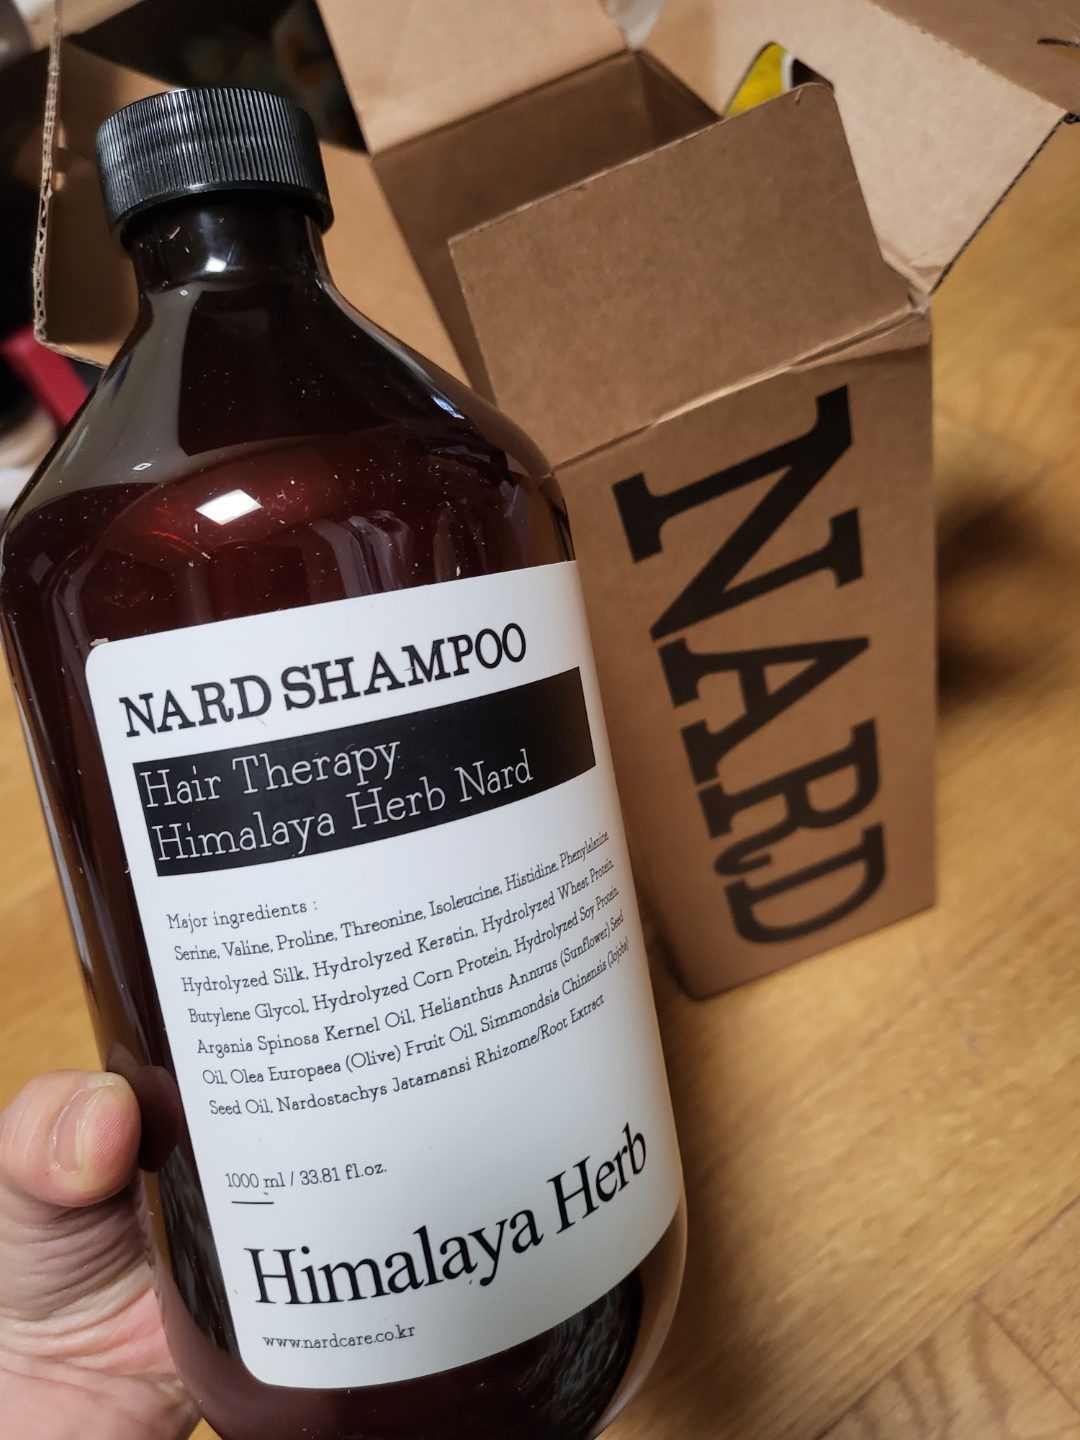 NARD SHAMPOO
Hair Therapy
Himalaya Herb Nard
Major ingredients :
Serine, Valine, Proline, Threonine, Isoleucine, Histidine, Phenylalanine,
Hydrolyzed Silk, Hydrolyzed Keratin, Hydrolyzed Wheat Protein,
Butylene Glycol, Hydrolyzed Corn Protein, Hydrolyzed Soy Protein,
Argania Spinosa Kernel Oil, Helianthus Annuus (Sunflower) Seed
Oil, Olea Europaea (Olive) Fruit Oil, Simmondsia Chinensis (Jojoba)
Seed Oil, Nardostachys Jatamansi Rhizome/Root Extract
1000 ml / 33.81 fl.oz.
Himalaya Herb
www.nardcare.co.kr
NARD